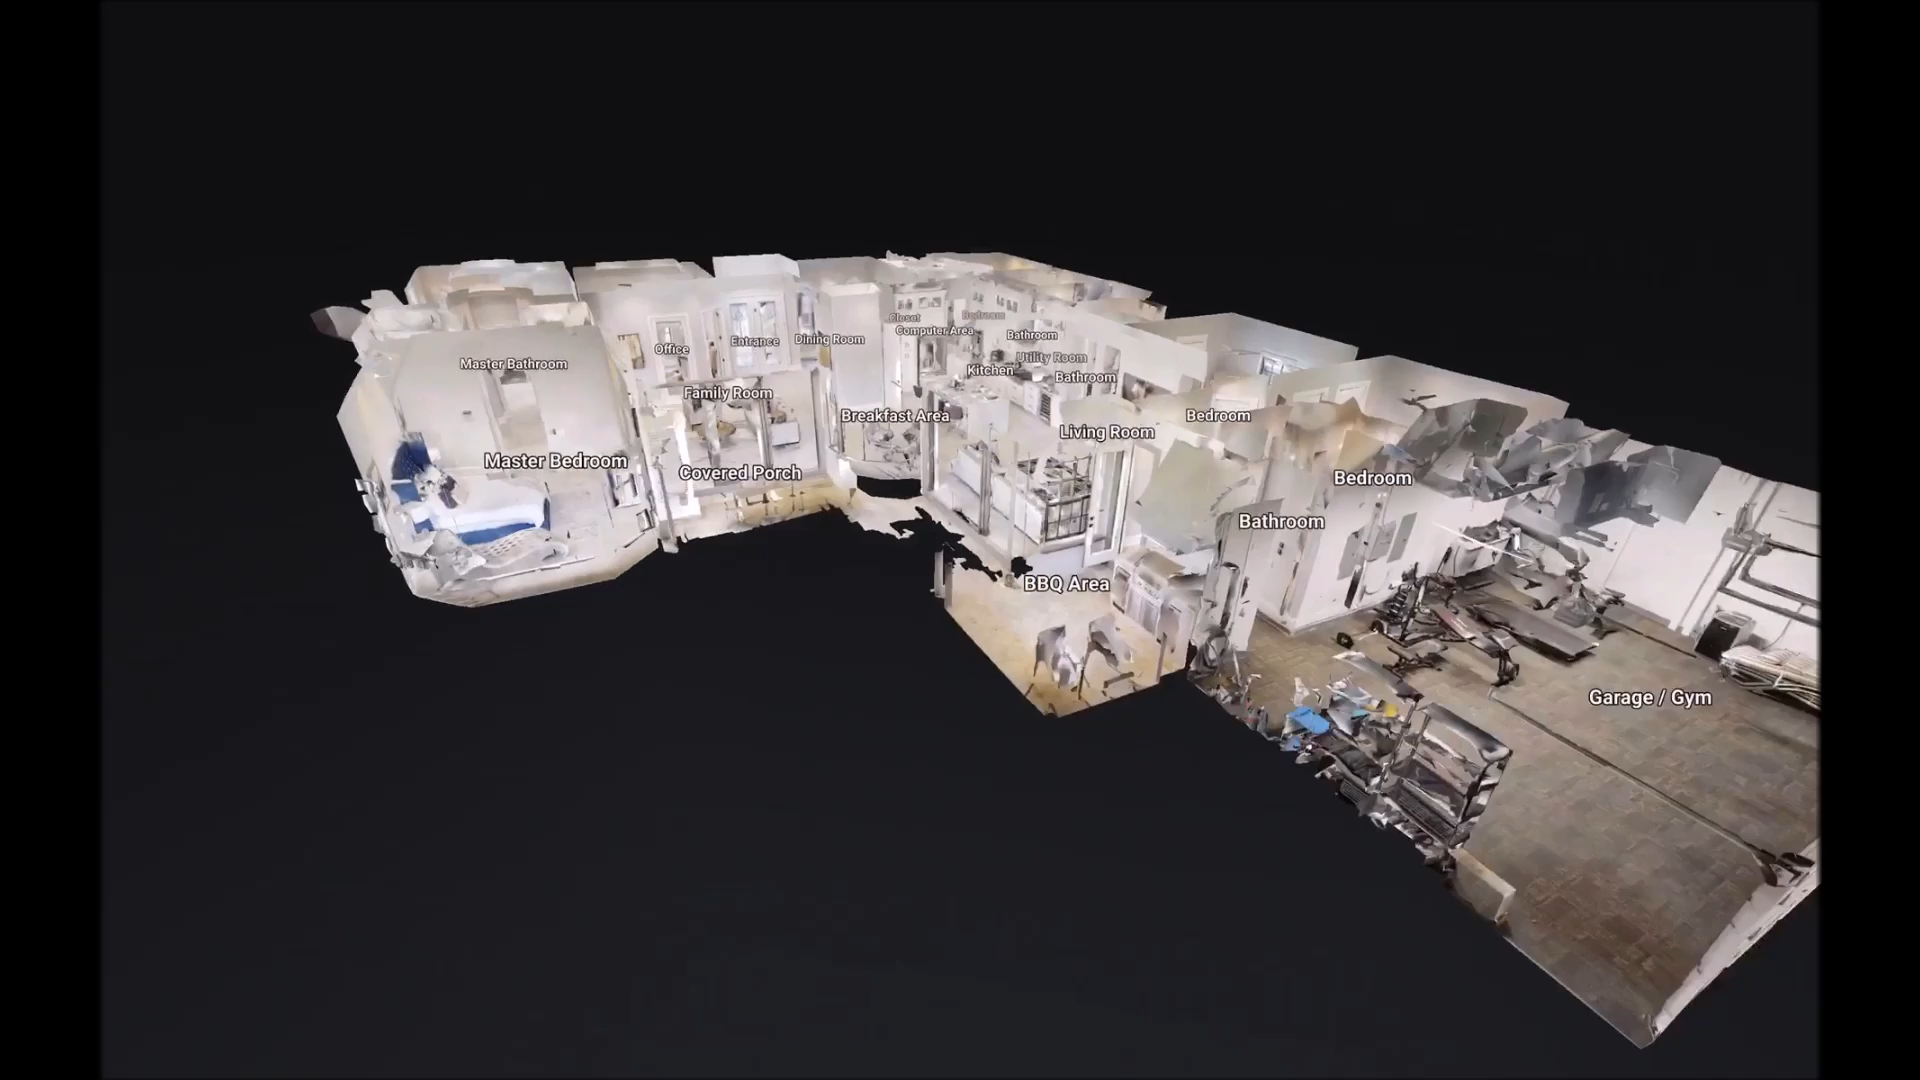 Closet
Bedroom
Computer Area
Bathroom
Dining Room
Entrance
Office
Utility Room
Master Bathroom
Kitchen
Bathroom
Family Room
Breakfast Area
Bedroom
Living Room
Master Bedroom
Covered Porch
Bedroom
Bathroom
BBQ Area
Garage / Gym